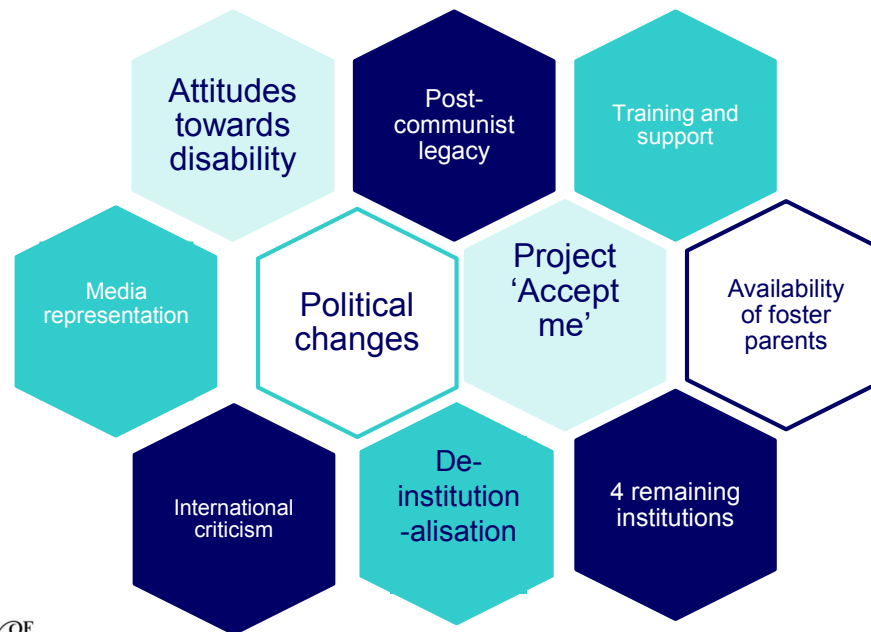 Attitudes
towards
disability
Post-
communist
legacy
Training and
support
Media
representation
Political
changes
Project
‘Accept
me’
Availability
of foster
parents
International
criticism
De-
institution
-alisation
4 remaining
institutions
OF